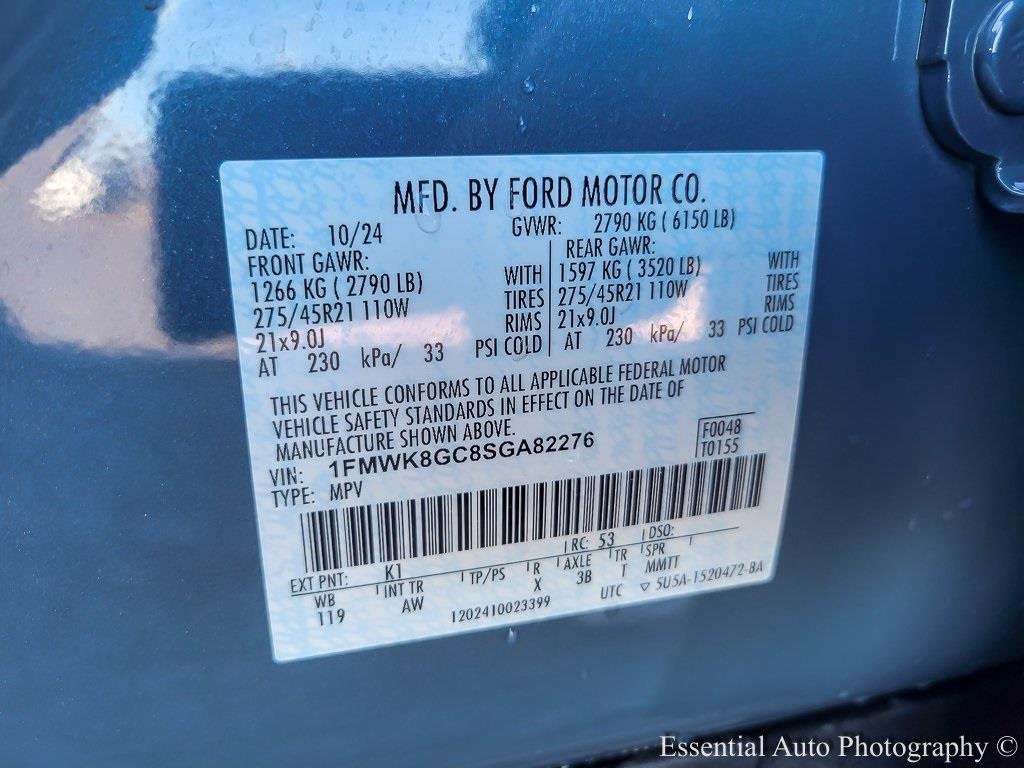 MFD. BY FORD MOTOR CO.
DATE: 10/24 GVWR: 2790 KG ( 6150 LB)
FRONT GAWR: REAR GAWR:
1266 KG ( 2790 LB) WITH 1597 KG ( 3520 LB) WITH
275/45R21 110W TIRES 275/45R21 110W TIRES
21x9.0J RIMS 21x9.0J RIMS
AT 230 kPa/ 33 PSI COLD AT 230 kPa/ 33 PSI COLD
THIS VEHICLE CONFORMS TO ALL APPLICABLE FEDERAL MOTOR
VEHICLE SAFETY STANDARDS IN EFFECT ON THE DATE OF
MANUFACTURE SHOWN ABOVE.
VIN: 1FMWK8GC8SGA82276 F0048
TYPE: MPV T0155
EXT PNT: K1 RC: 53 DSO:
WB INT TR TP/PS R AXLE TR SPR
119 AW X 3B T MMTT
1202410023399 UTC ▽ 5U5A-1520472-BA
Essential Auto Photography ©